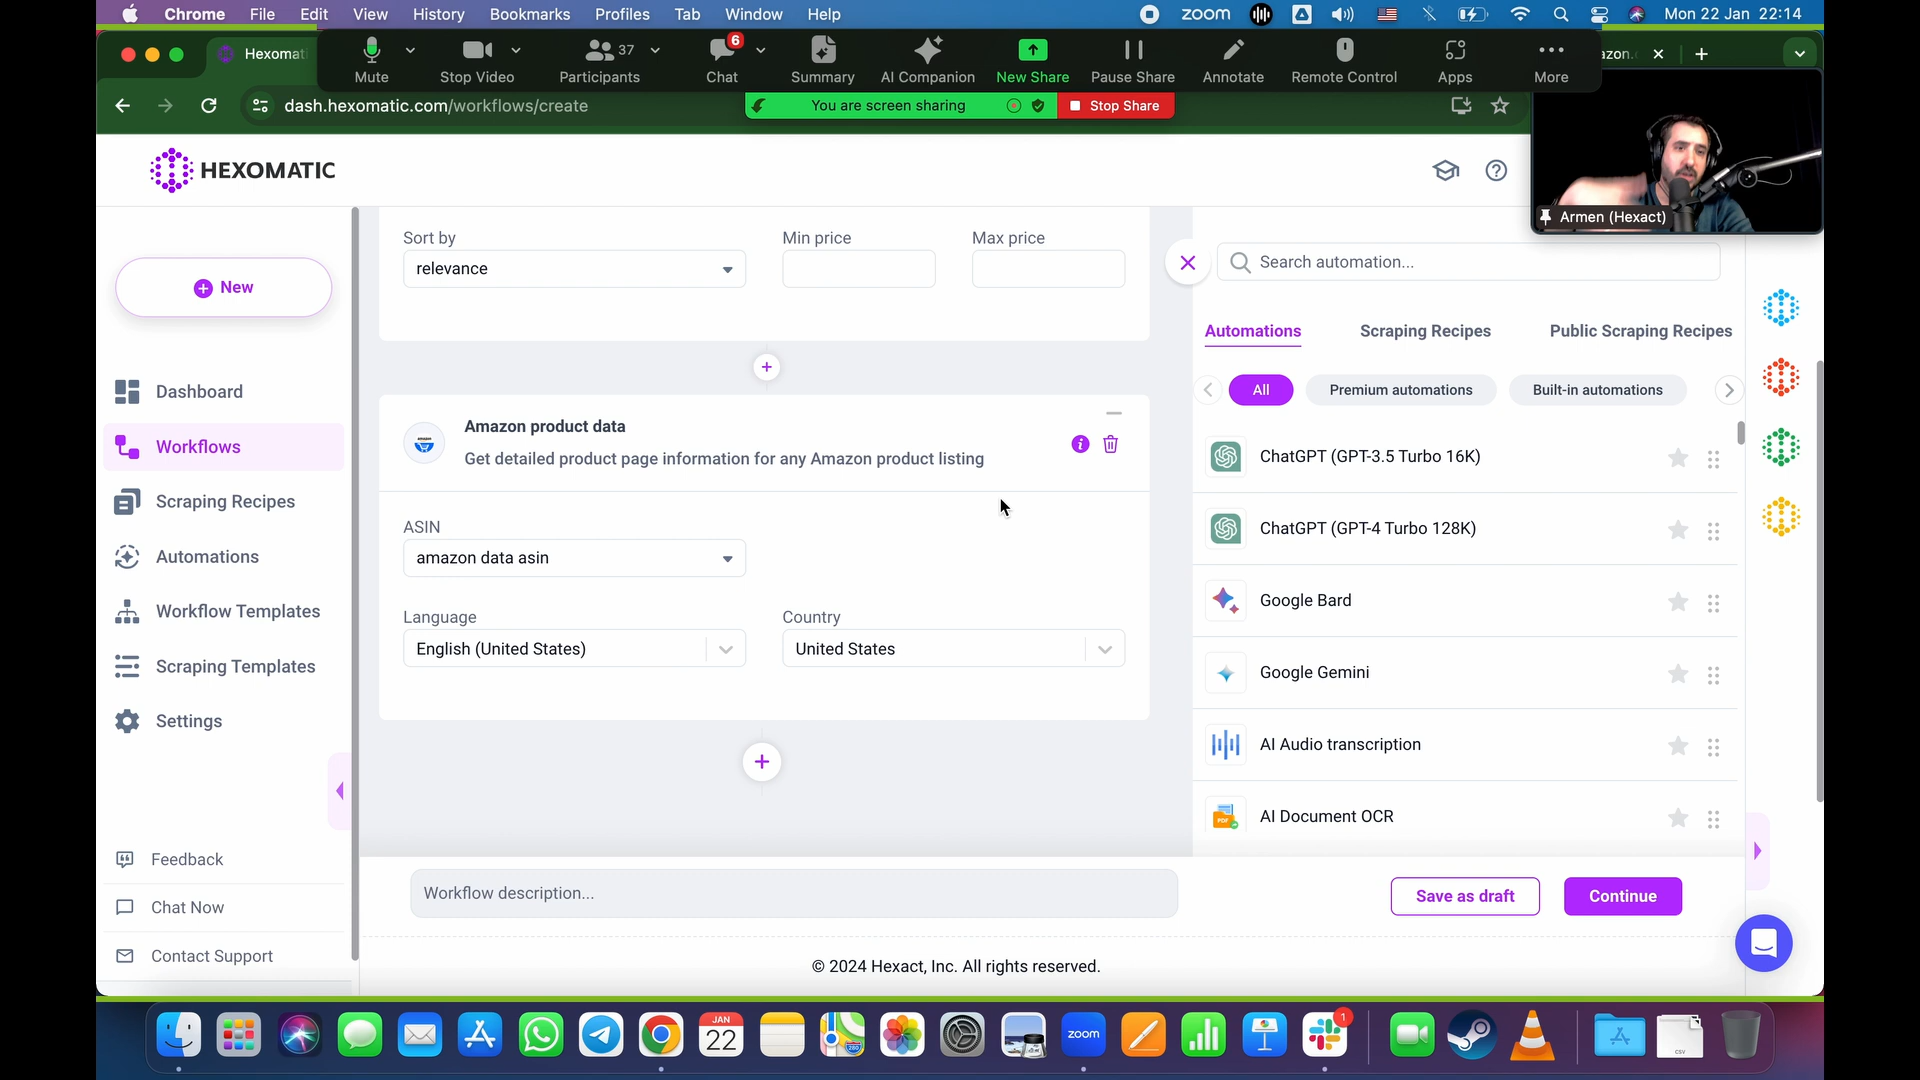 Chrome File Edit View History Bookmarks Profiles Tab Window Help
zoom Mon 22 Jan 22:14
Hexomati
Mute Stop Video Participants 37 Chat 6 Summary AI Companion New Share Pause Share Annotate Remote Control Apps More
azon.
dash.hexomatic.com/workflows/create
You are screen sharing Stop Share
Armen (Hexact)
HEXOMATIC
New
Dashboard
Workflows
Scraping Recipes
Automations
Workflow Templates
Scraping Templates
Settings
Feedback
Chat Now
Contact Support
Sort by Min price Max price
relevance
Amazon product data
Get detailed product page information for any Amazon product listing
ASIN
amazon data asin
Language Country
English (United States) United States
Search automation...
Automations Scraping Recipes Public Scraping Recipes
All Premium automations Built-in automations
ChatGPT (GPT-3.5 Turbo 16K)
ChatGPT (GPT-4 Turbo 128K)
Google Bard
Google Gemini
AI Audio transcription
PDF
AI Document OCR
Workflow description...
Save as draft Continue
© 2024 Hexact, Inc. All rights reserved.
JAN
22
zoom
1
CSV